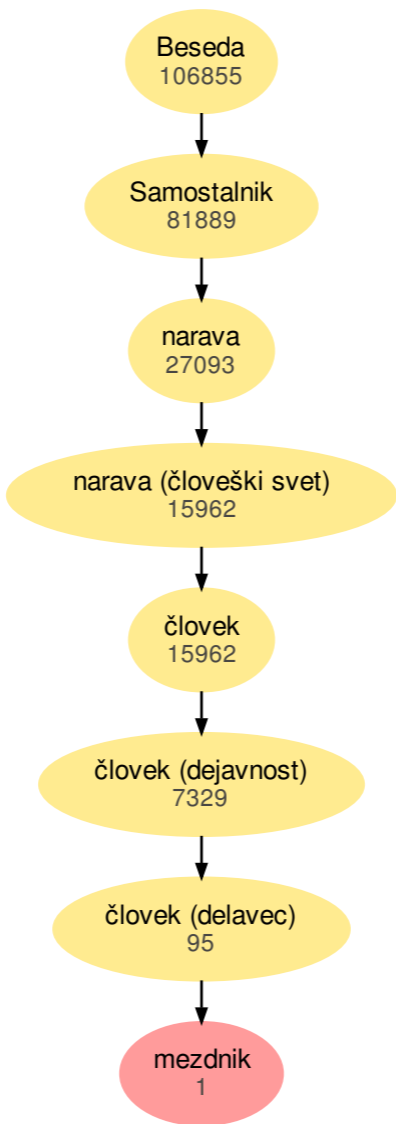 Beseda
106855
Samostalnik
81889
narava
27093
narava (človeški svet)
15962
človek
15962
človek (dejavnost)
7329
človek (delavec)
95
mezdnik
1